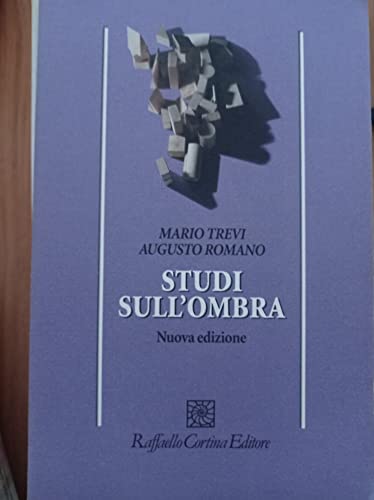 MARIO TREVI
AUGUSTO ROMANO
STUDI
SULL'OMBRA
Nuova edizione
Raffaello Cortina Editore